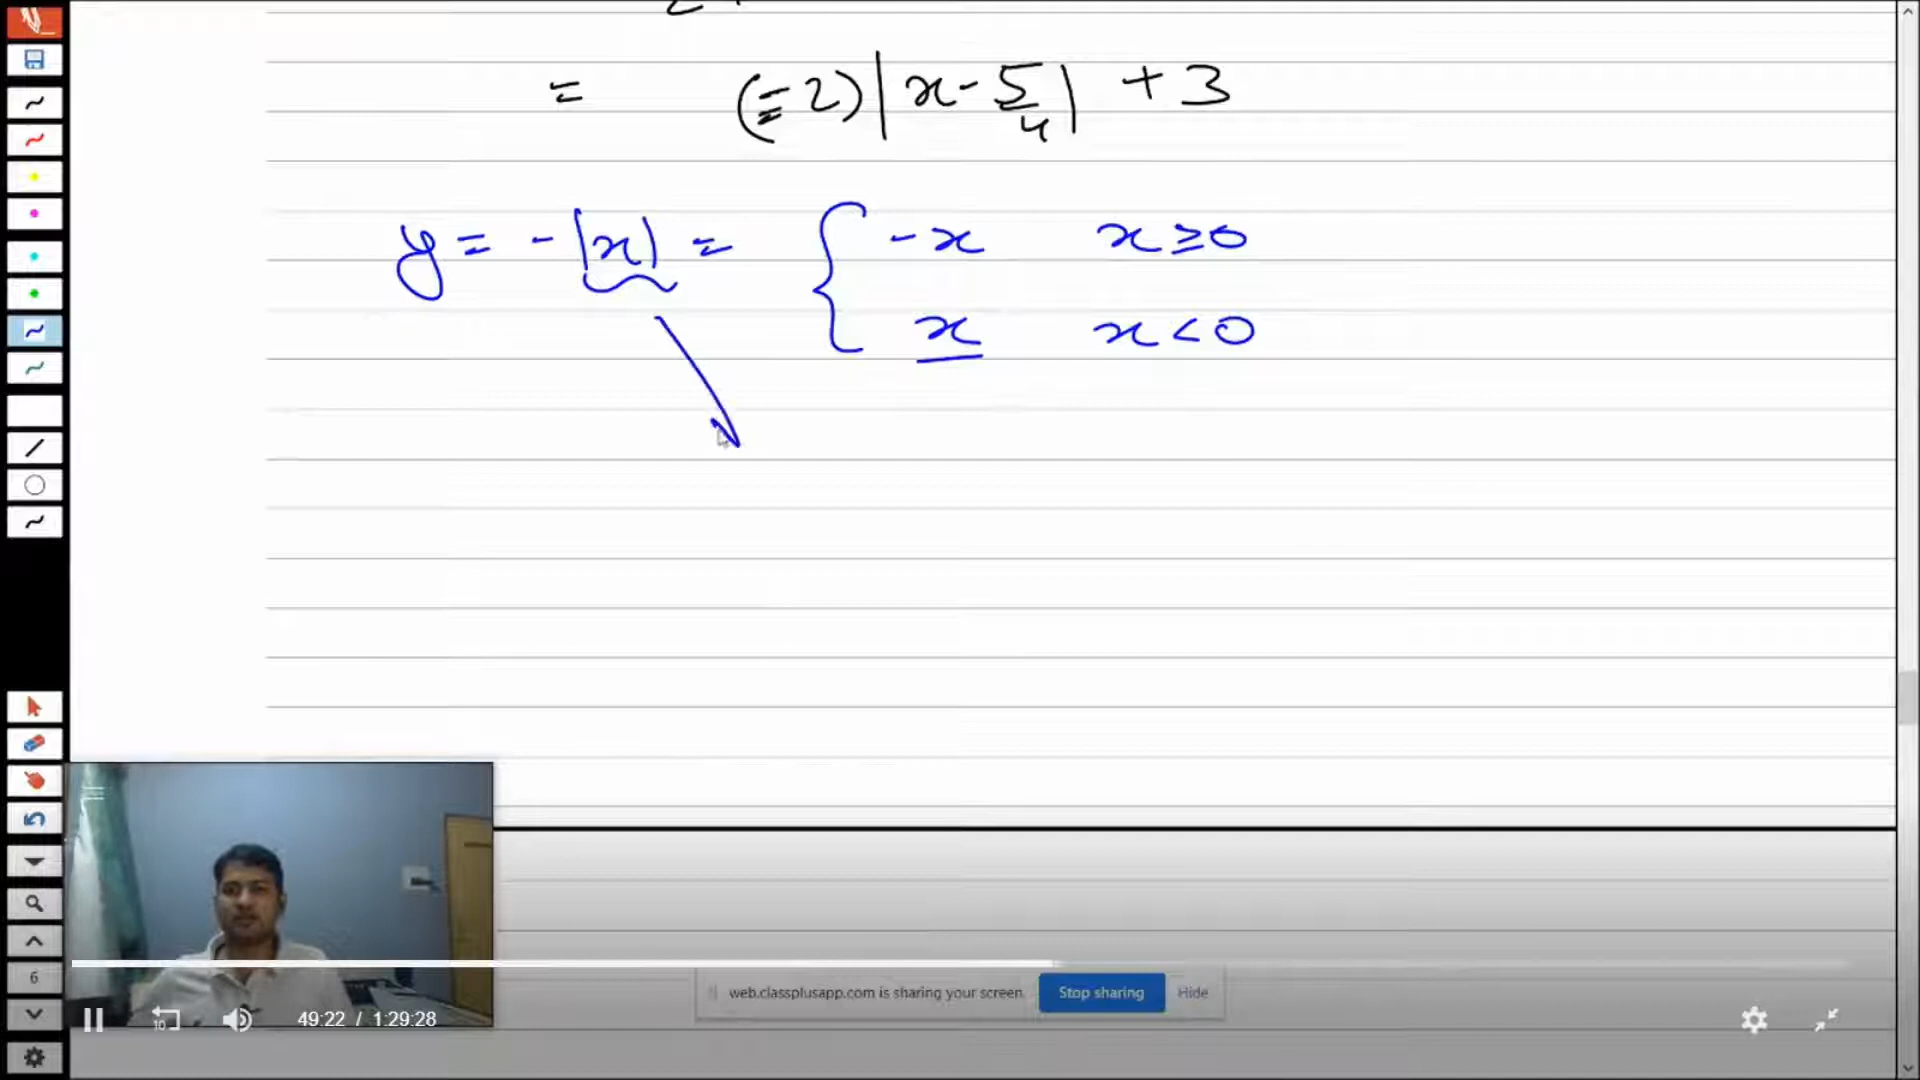 = (-2)|x - 5/4| + 3
y = -|x| = { -x x ≥ 0
x x < 0
6
web.classplusapp.com is sharing your screen. Stop sharing Hide
10 49:22 / 1:29:28